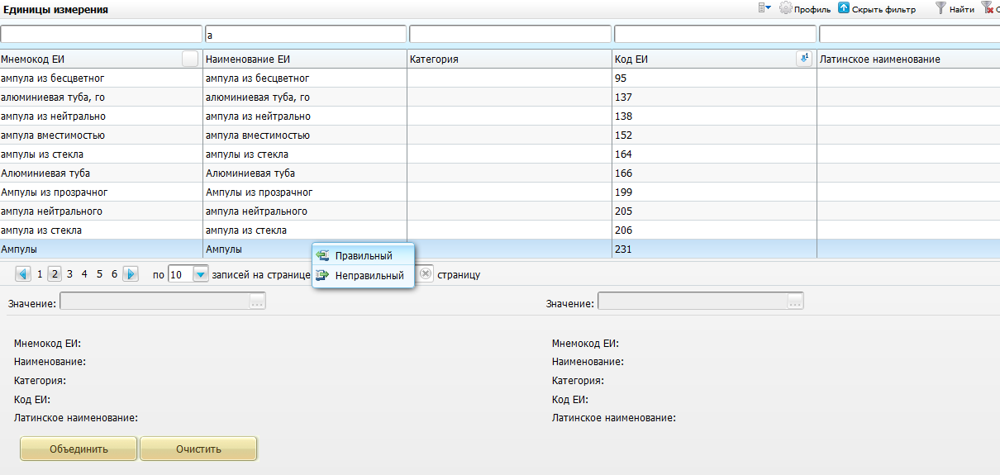 Единицы измерения
Профиль Скрыть фильтр Найти
а
Мнемокод ЕИ Наименование ЕИ Категория Код ЕИ 1 Латинское наименование
ампула из бесцветног ампула из бесцветног 95
алюминиевая туба, го алюминиевая туба, го 137
ампула из нейтрально ампула из нейтрально 138
ампула вместимостью ампула вместимостью 152
ампулы из стекла ампулы из стекла 164
Алюминиевая туба Алюминиевая туба 166
Ампулы из прозрачног Ампулы из прозрачног 199
ампула нейтрального ампула нейтрального 205
ампула из стекла ампула из стекла 206
Ампулы Ампулы 231
Правильный
1 2 3 4 5 6 по 10 записей на странице страницу
Неправильный
Значение: ... Значение: ...
Мнемокод ЕИ: Мнемокод ЕИ:
Наименование: Наименование:
Категория: Категория:
Код ЕИ: Код ЕИ:
Латинское наименование: Латинское наименование:
Объединить Очистить